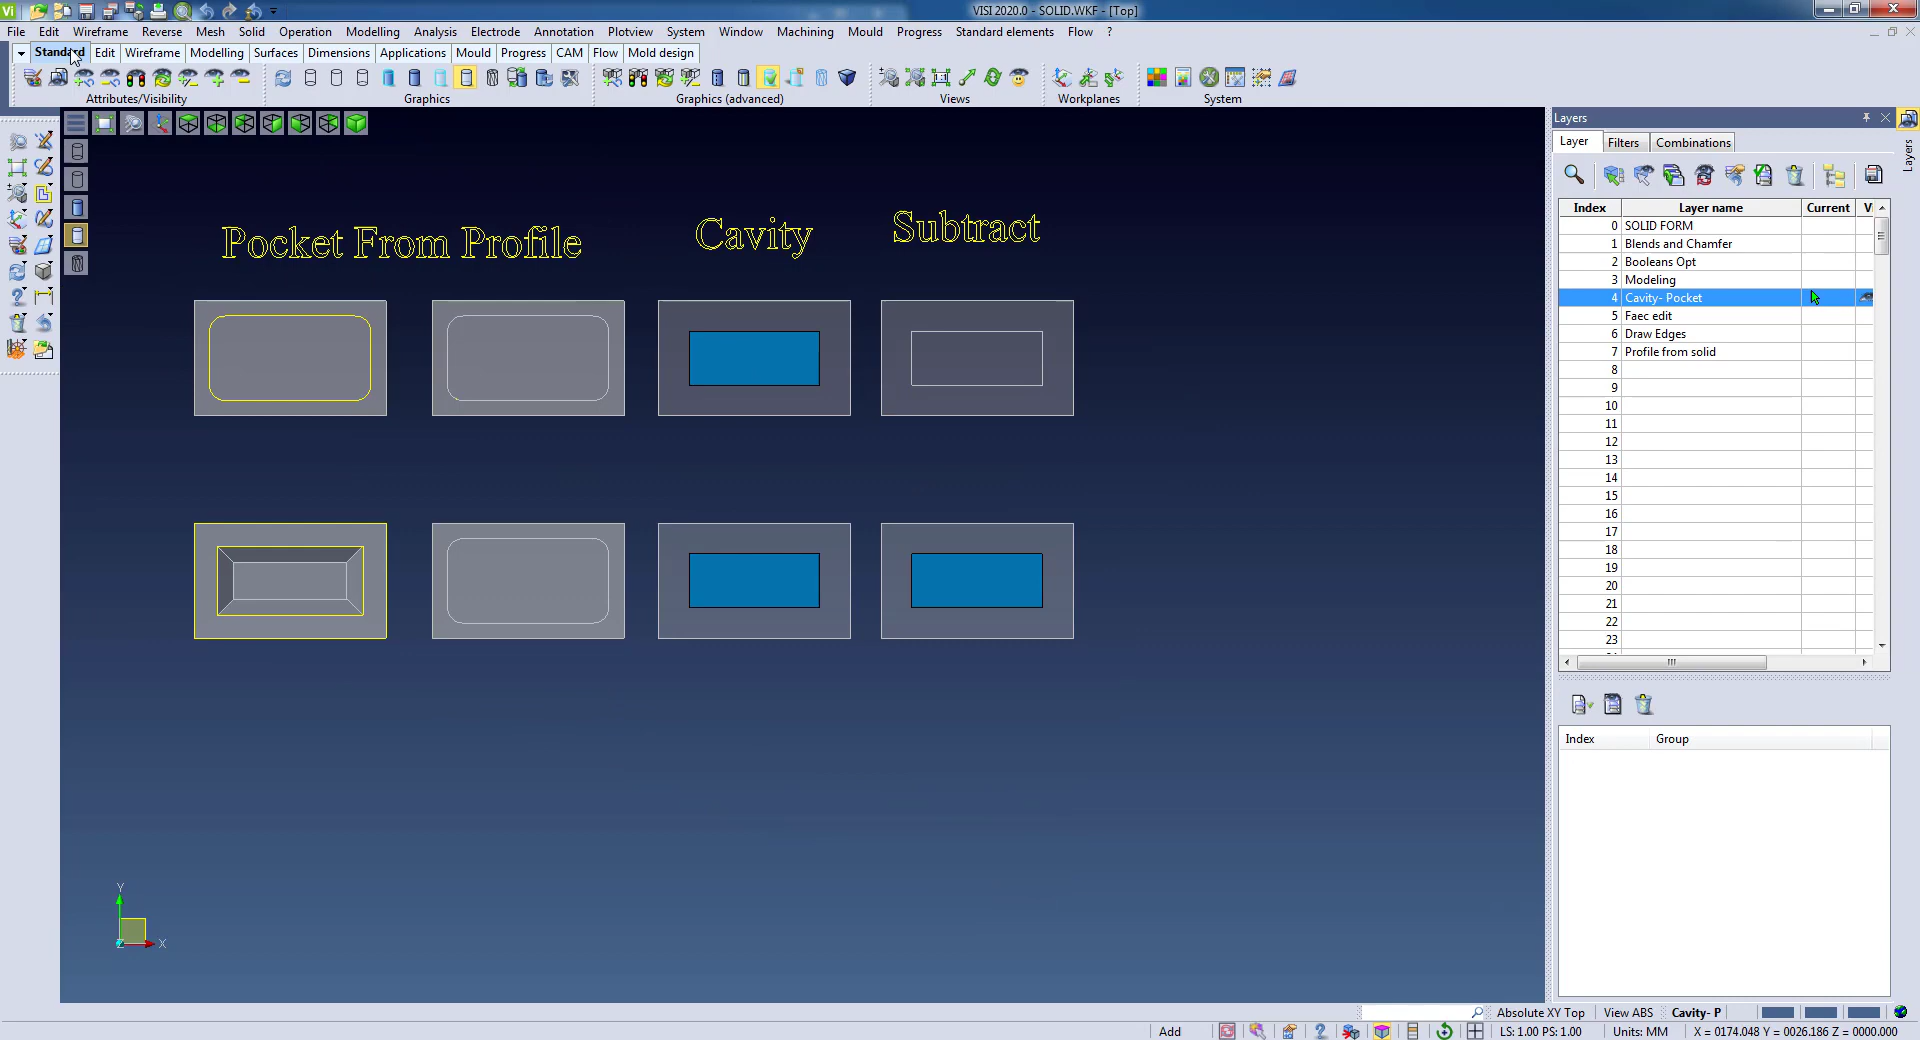 Vi VISI 2020.0 - SOLID.WKF - [Top]
File Edit Wireframe Reverse Mesh Solid Operation Modelling Analysis Electrode Annotation Plotview System Window Machining Mould Progress Standard elements Flow ?
Standard Edit Wireframe Modelling Surfaces Dimensions Applications Mould Progress CAM Flow Mold design
Attributes/Visibility Graphics Graphics (advanced) Views Workplanes System
Layers
Layer Filters Combinations
Layers
Index Layer name Current
0 SOLID FORM
1 Blends and Chamfer
2 Booleans Opt
3 Modeling
4 Cavity- Pocket
5 Faec edit
6 Draw Edges
7 Profile from solid
8
9
10
11
12
13
14
15
16
17
18
19
20
21
22
23
Index Group
Pocket From Profile Cavity Subtract
Y
Z X
Absolute XY Top View ABS Cavity- P
Add LS: 1.00 PS: 1.00 Units: MM X = 0174.048 Y = 0026.186 Z = 0000.000